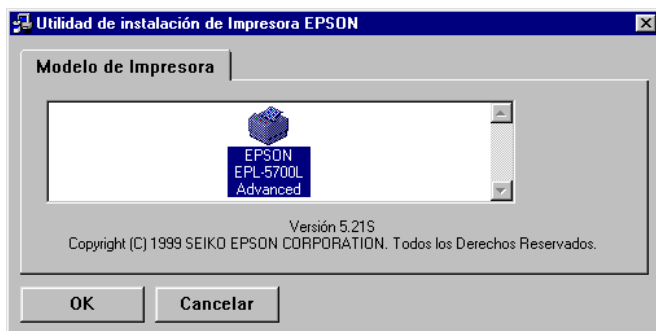 Utilidad de instalación de Impresora EPSON
Modelo de Impresora
EPSON
EPL-5700L
Advanced
Versión 5.21S
Copyright (C) 1999 SEIKO EPSON CORPORATION. Todos los Derechos Reservados.
OK Cancelar